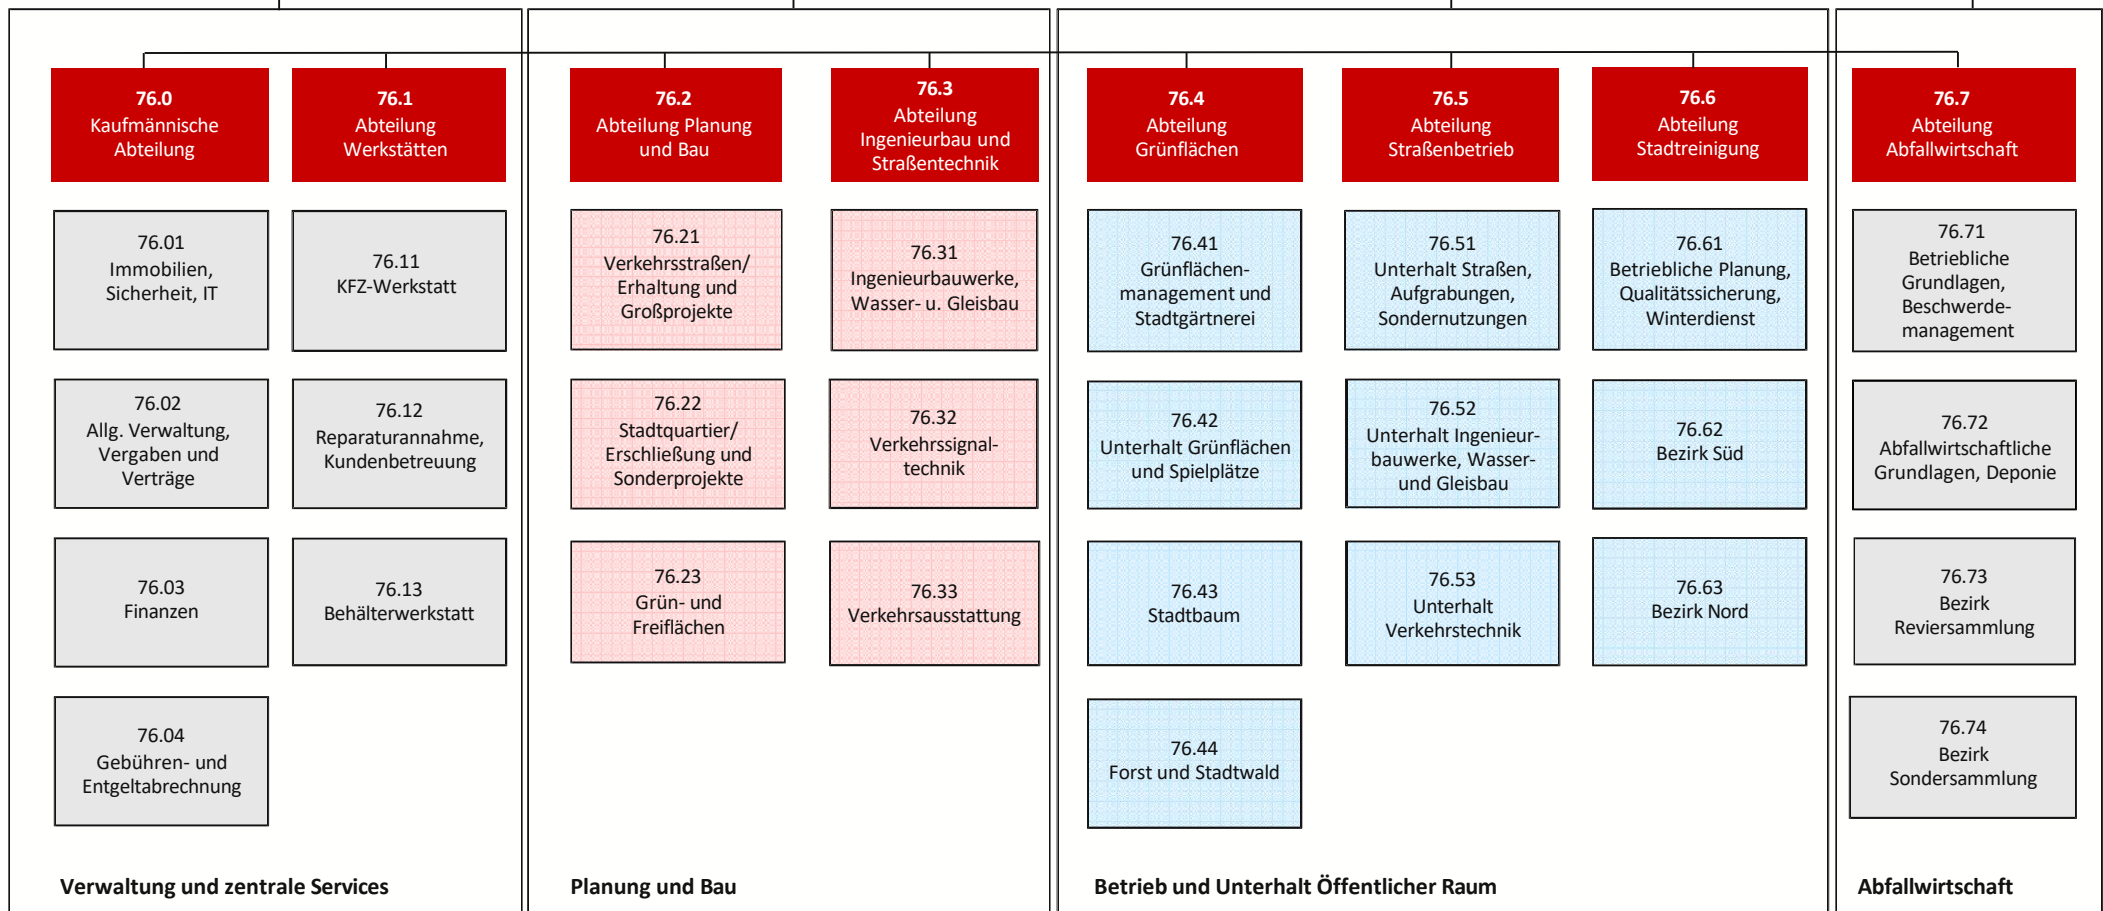 76.0
Kaufmännische
Abteilung
76.1
Abteilung
Werkstätten
76.2
Abteilung Planung
und Bau
76.3
Abteilung
Ingenieurbau und
Straßentechnik
76.4
Abteilung
Grünflächen
76.5
Abteilung
Straßenbetrieb
76.6
Abteilung
Stadtreinigung
76.7
Abteilung
Abfallwirtschaft
76.01
Immobilien,
Sicherheit, IT
76.11
KFZ-Werkstatt
76.21
Verkehrsstraßen/
Erhaltung und
Großprojekte
76.31
Ingenieurbauwerke,
Wasser- u. Gleisbau
76.41
Grünflächen-
management und
Stadtgärtnerei
76.51
Unterhalt Straßen,
Aufgrabungen,
Sondernutzungen
76.61
Betriebliche Planung,
Qualitätssicherung,
Winterdienst
76.71
Betriebliche
Grundlagen,
Beschwerde-
management
76.02
Allg. Verwaltung,
Vergaben und
Verträge
76.12
Reparaturannahme,
Kundenbetreuung
76.22
Stadtquartier/
Erschließung und
Sonderprojekte
76.32
Verkehrssignal-
technik
76.42
Unterhalt Grünflächen
und Spielplätze
76.52
Unterhalt Ingenieur-
bauwerke, Wasser-
und Gleisbau
76.62
Bezirk Süd
76.72
Abfallwirtschaftliche
Grundlagen, Deponie
76.03
Finanzen
76.13
Behälterwerkstatt
76.23
Grün- und
Freiflächen
76.33
Verkehrsausstattung
76.43
Stadtbaum
76.53
Unterhalt
Verkehrstechnik
76.63
Bezirk Nord
76.73
Bezirk
Reviersammlung
76.04
Gebühren- und
Entgeltabrechnung
76.44
Forst und Stadtwald
76.74
Bezirk
Sondersammlung
Verwaltung und zentrale Services
Planung und Bau
Betrieb und Unterhalt Öffentlicher Raum
Abfallwirtschaft